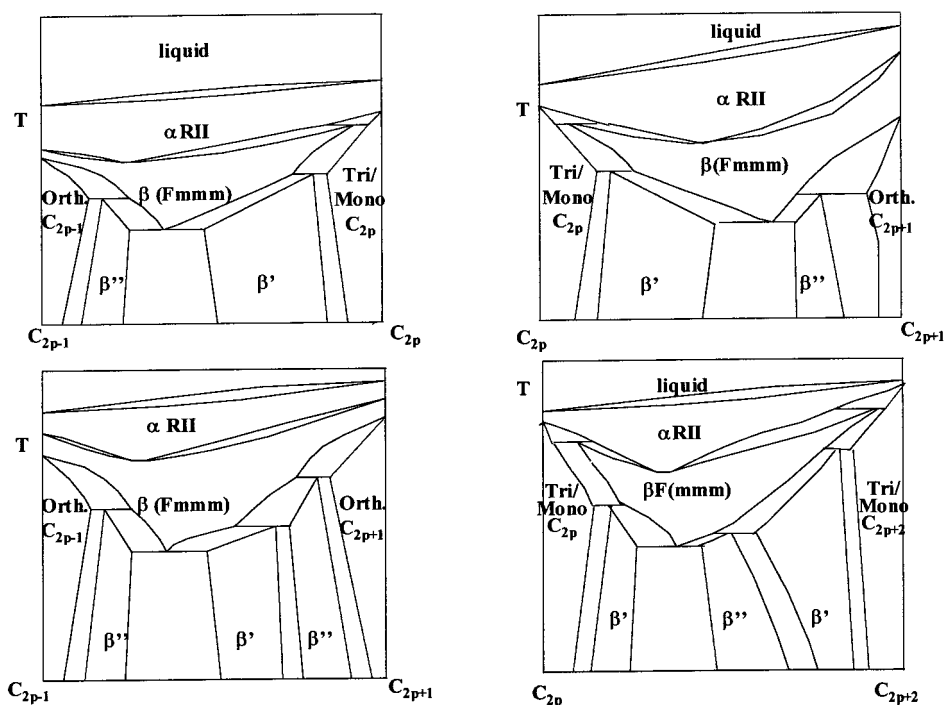 liquid
T
α RII
β (Fmmm)
Orth.
C2p-1
Tri/
Mono
C2p
β’’
β’
C2p-1
C2p
liquid
T
α RII
β(Fmmm)
Tri/
Mono
C2p
Orth.
C2p+1
β’
β’’
C2p
C2p+1
T
α RII
β (Fmmm)
Orth.
C2p-1
Orth.
C2p+1
β’’
β’
β’’
C2p-1
C2p+1
T
liquid
αRII
βF(mmm)
Tri/
Mono
C2p
Tri/
Mono
C2p+2
β’
β’’
β’
C2p
C2p+2